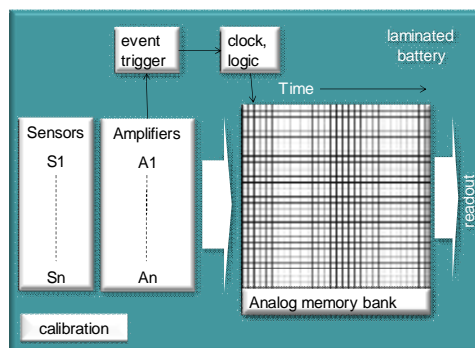 event
trigger
clock,
logic
laminated
battery
Time
Sensors
S1
Sn
Amplifiers
A1
An
Analog memory bank
readout
calibration